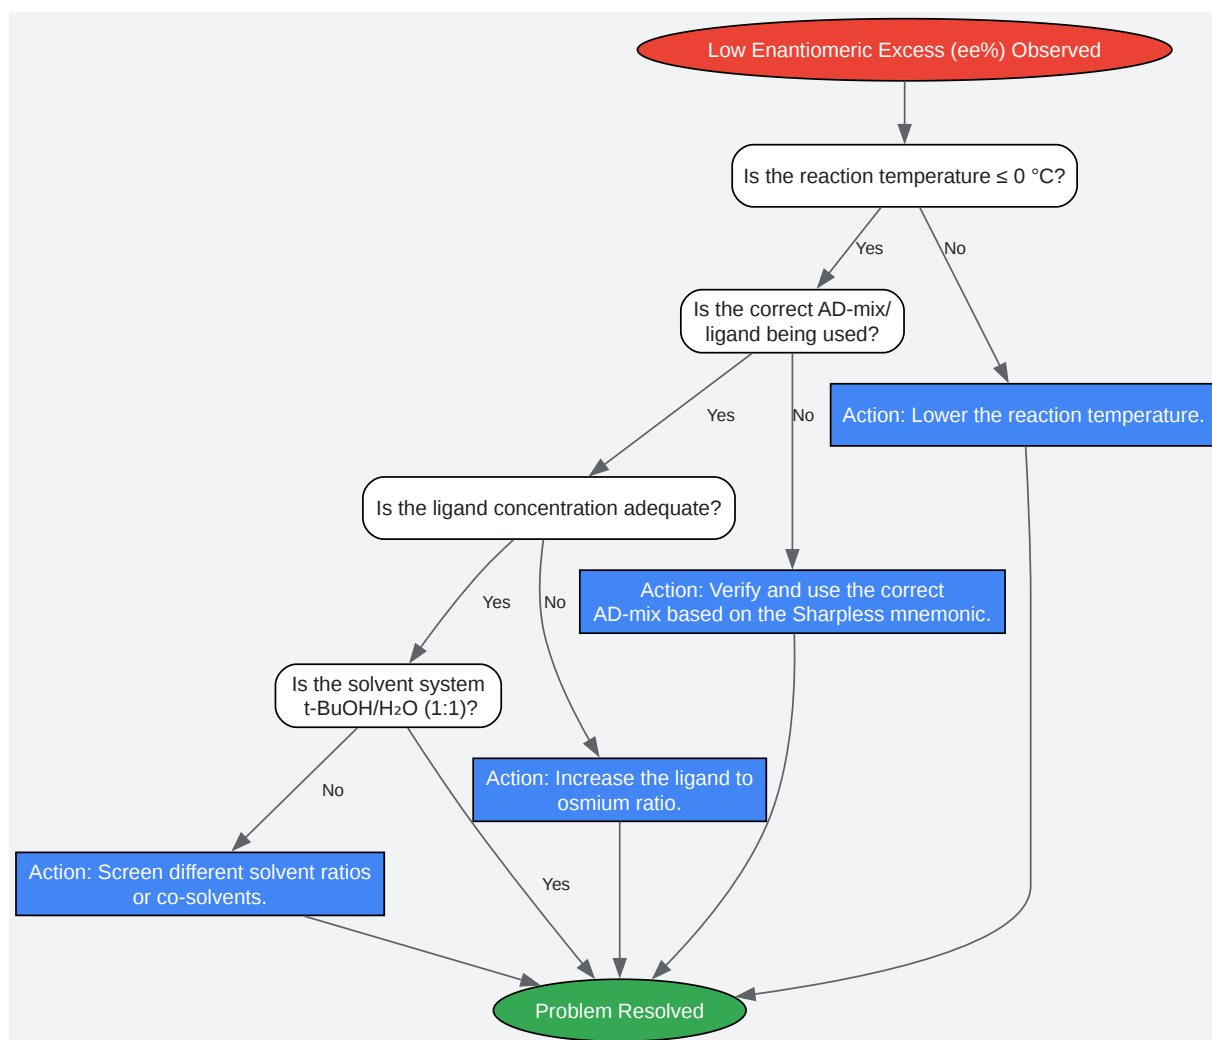 Low Enantiomeric Excess (ee%) Observed
Is the reaction temperature ≤ 0 °C?
Yes
No
Is the correct AD-mix/
ligand being used?
Yes
No
Action: Lower the reaction temperature.
Is the ligand concentration adequate?
Yes
No
Action: Verify and use the correct
AD-mix based on the Sharpless mnemonic.
Is the solvent system
t-BuOH/H₂O (1:1)?
No
Action: Increase the ligand to
osmium ratio.
Yes
Action: Screen different solvent ratios
or co-solvents.
Problem Resolved